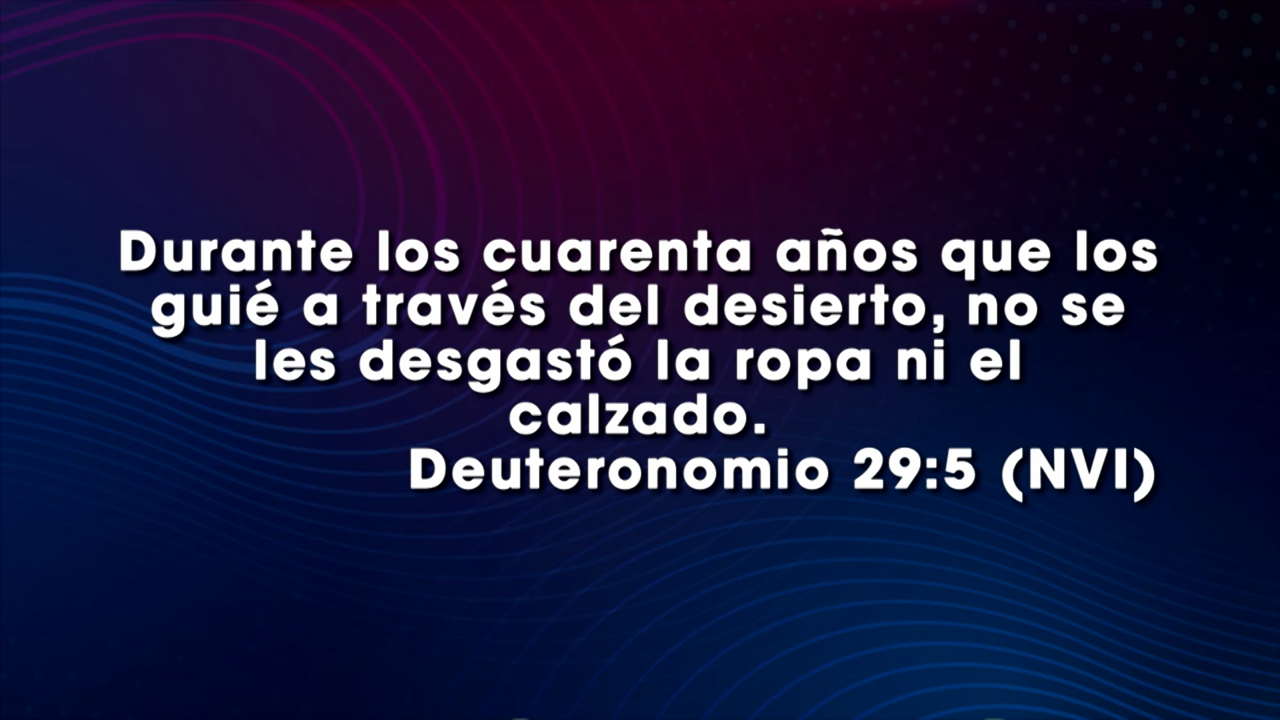 Durante los cuarenta años que los
guié a través del desierto, no se
les desgastó la ropa ni el
calzado.
Deuteronomio 29:5 (NVI)